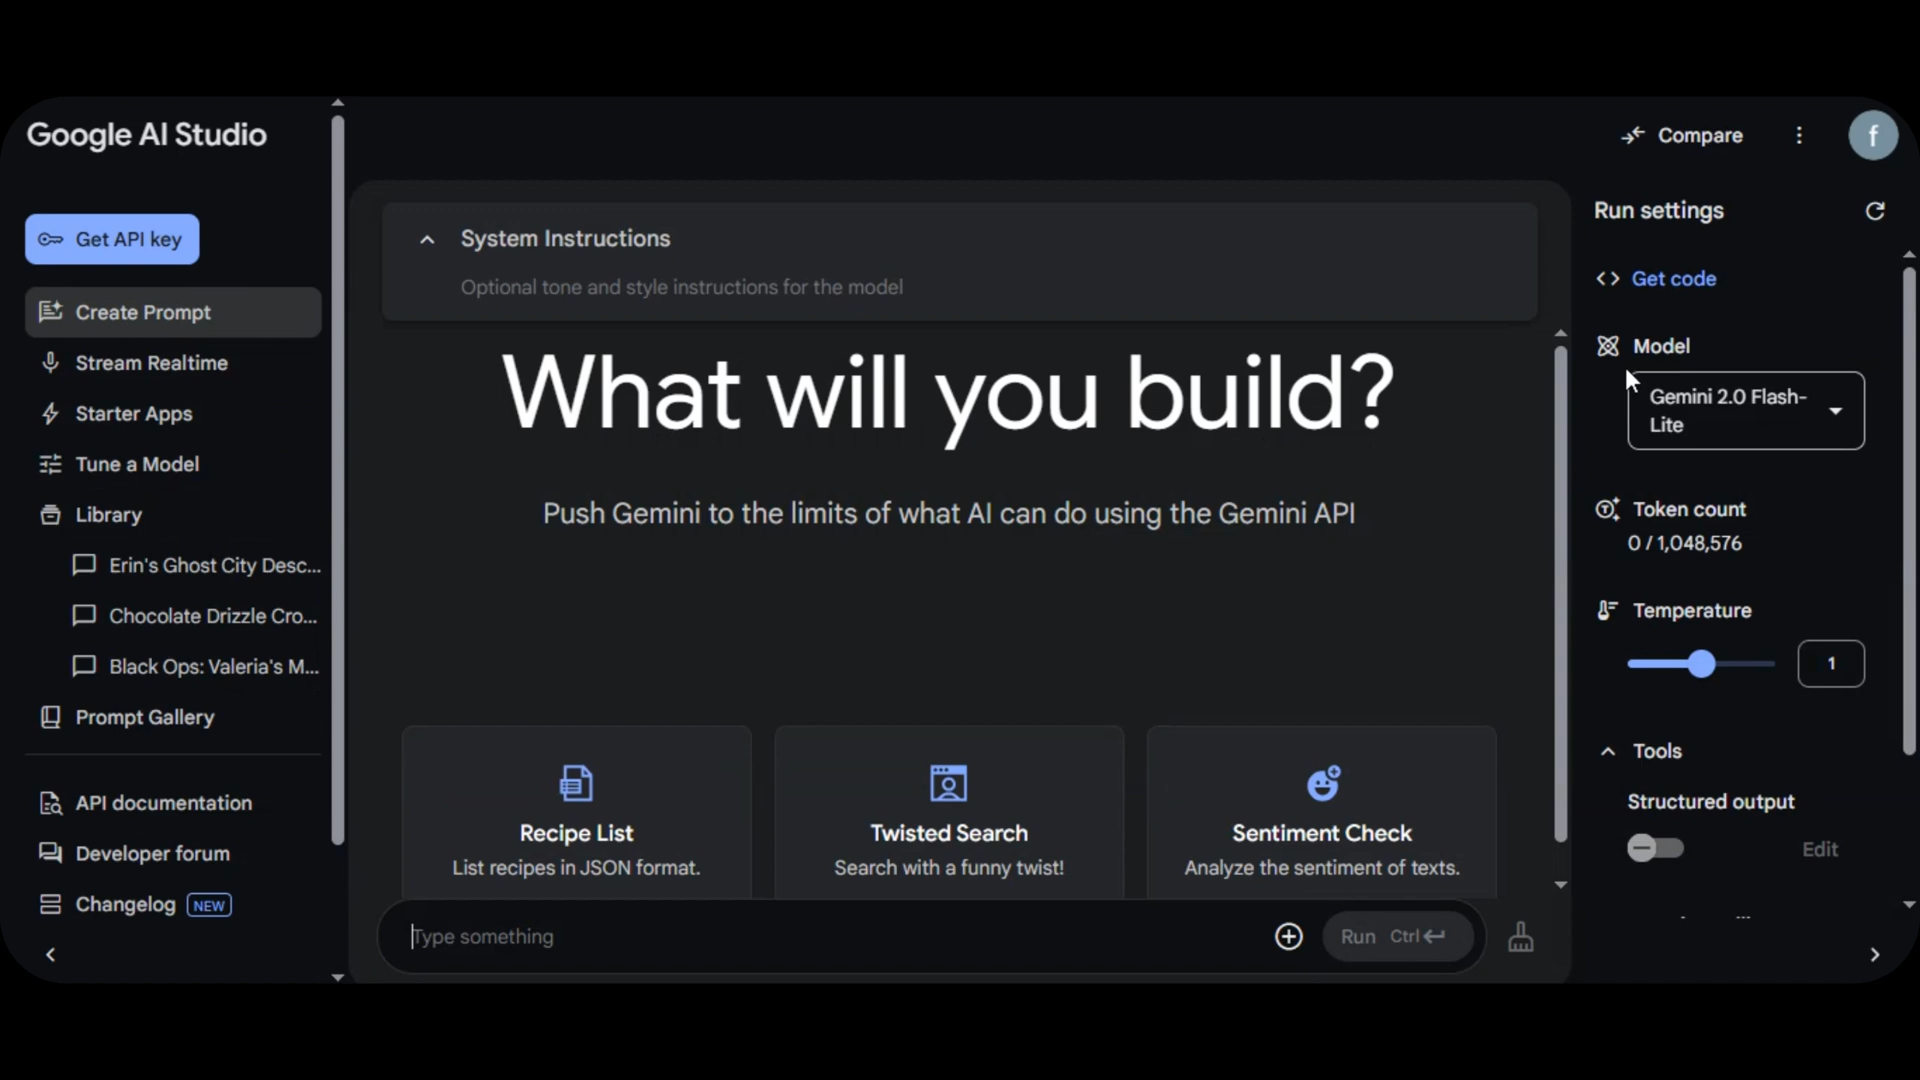 Google AI Studio
Get API key
Create Prompt
Stream Realtime
Starter Apps
Tune a Model
Library
Erin's Ghost City Desc...
Chocolate Drizzle Cro...
Black Ops: Valeria's M...
Prompt Gallery
API documentation
Developer forum
Changelog NEW
System Instructions
Optional tone and style instructions for the model
What will you build?
Push Gemini to the limits of what AI can do using the Gemini API
Recipe List
List recipes in JSON format.
Twisted Search
Search with a funny twist!
Sentiment Check
Analyze the sentiment of texts.
Type something
Run Ctrl
Compare
f
Run settings
Get code
Model
Gemini 2.0 Flash-
Lite
Token count
0 / 1,048,576
Temperature
1
Tools
Structured output
Edit